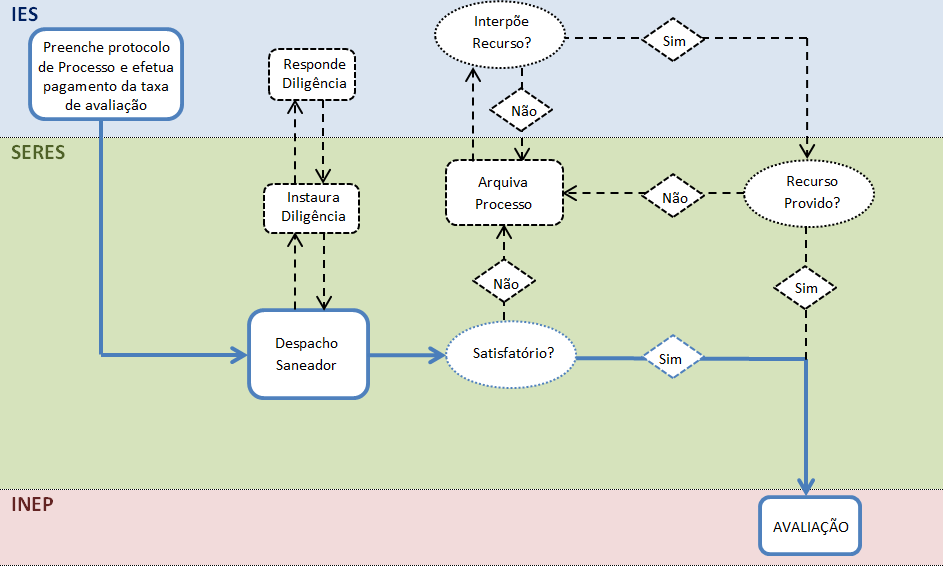 IES
Preenche protocolo
de Processo e efetua
pagamento da taxa
de avaliação
Responde
Diligência
Interpõe
Recurso?
Sim
Não
SERES
Instaura
Diligência
Arquiva
Processo
Não
Recurso
Provido?
Não
Sim
Despacho
Saneador
Satisfatório?
Sim
INEP
AVALIAÇÃO